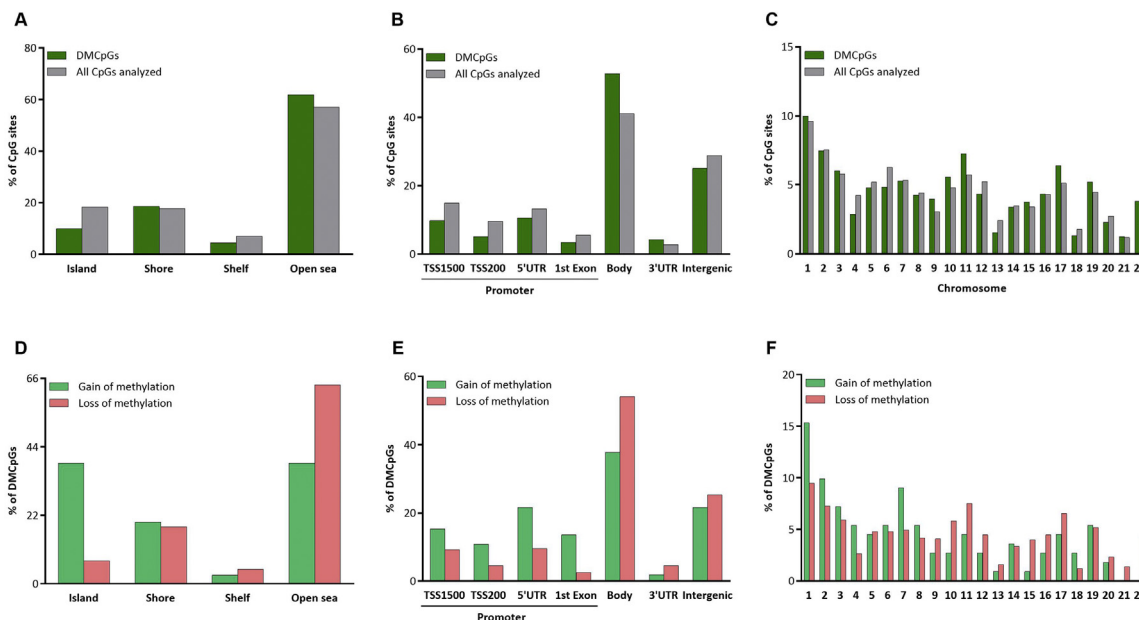 A
DMCpGs
All CpGs analyzed
% of CpG sites
80
60
40
20
0
Island Shore Shelf Open sea
B
DMCpGs
All CpGs analyzed
% of CpG sites
60
40
20
0
TSS1500 TSS200 5'UTR 1st Exon Body 3'UTR Intergenic
Promoter
C
DMCpGs
All CpGs analyzed
% of CpG sites
15
10
5
0
1 2 3 4 5 6 7 8 9 10 11 12 13 14 15 16 17 18 19 20 21 2
Chromosome
D
Gain of methylation
Loss of methylation
% of DMCpGs
66
44
22
0
Island Shore Shelf Open sea
E
Gain of methylation
Loss of methylation
% of DMCpGs
60
40
20
0
TSS1500 TSS200 5'UTR 1st Exon Body 3'UTR Intergenic
Promoter
F
Gain of methylation
Loss of methylation
% of DMCpGs
20
15
10
5
0
1 2 3 4 5 6 7 8 9 10 11 12 13 14 15 16 17 18 19 20 21 2